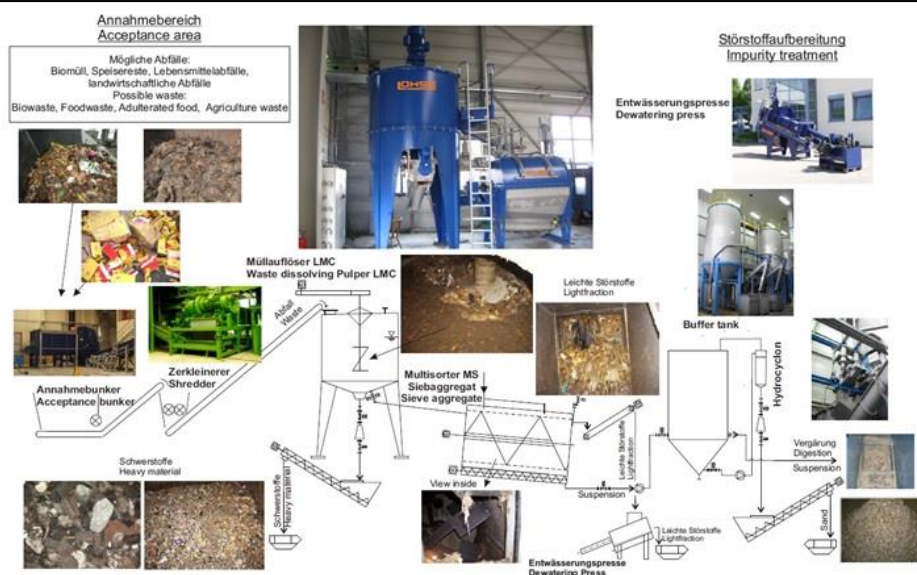 Annahmebereich
Acceptance area
Mögliche Abfälle:
Biomüll, Speisereste, Lebensmittelabfälle,
landwirtschaftliche Abfälle
Possible waste:
Biowaste, Foodwaste, Adulterated food, Agriculture waste
LOHSE
Störstoffaufbereitung
Impurity treatment
Entwässerungspresse
Dewatering press
Müllauflöser LMC
Waste dissolving Pulper LMC
Abfall
Waste
Leichte Störstoffe
Lightfraction
Buffer tank
Hydrocyclon
Zerkleinerer
Shredder
Annahmebunker
Acceptance bunker
Multisorter MS
Siebaggregat
Sieve aggregate
Leichte Störstoffe
Lightfraction
Vergärung
Digestion
Suspension
Schwerstoffe
Heavy material
Schwerstoffe
Heavy material
View inside
Suspension
Sand
Leichte Störstoffe
Lightfraction
Entwässerungspresse
Dewatering Press